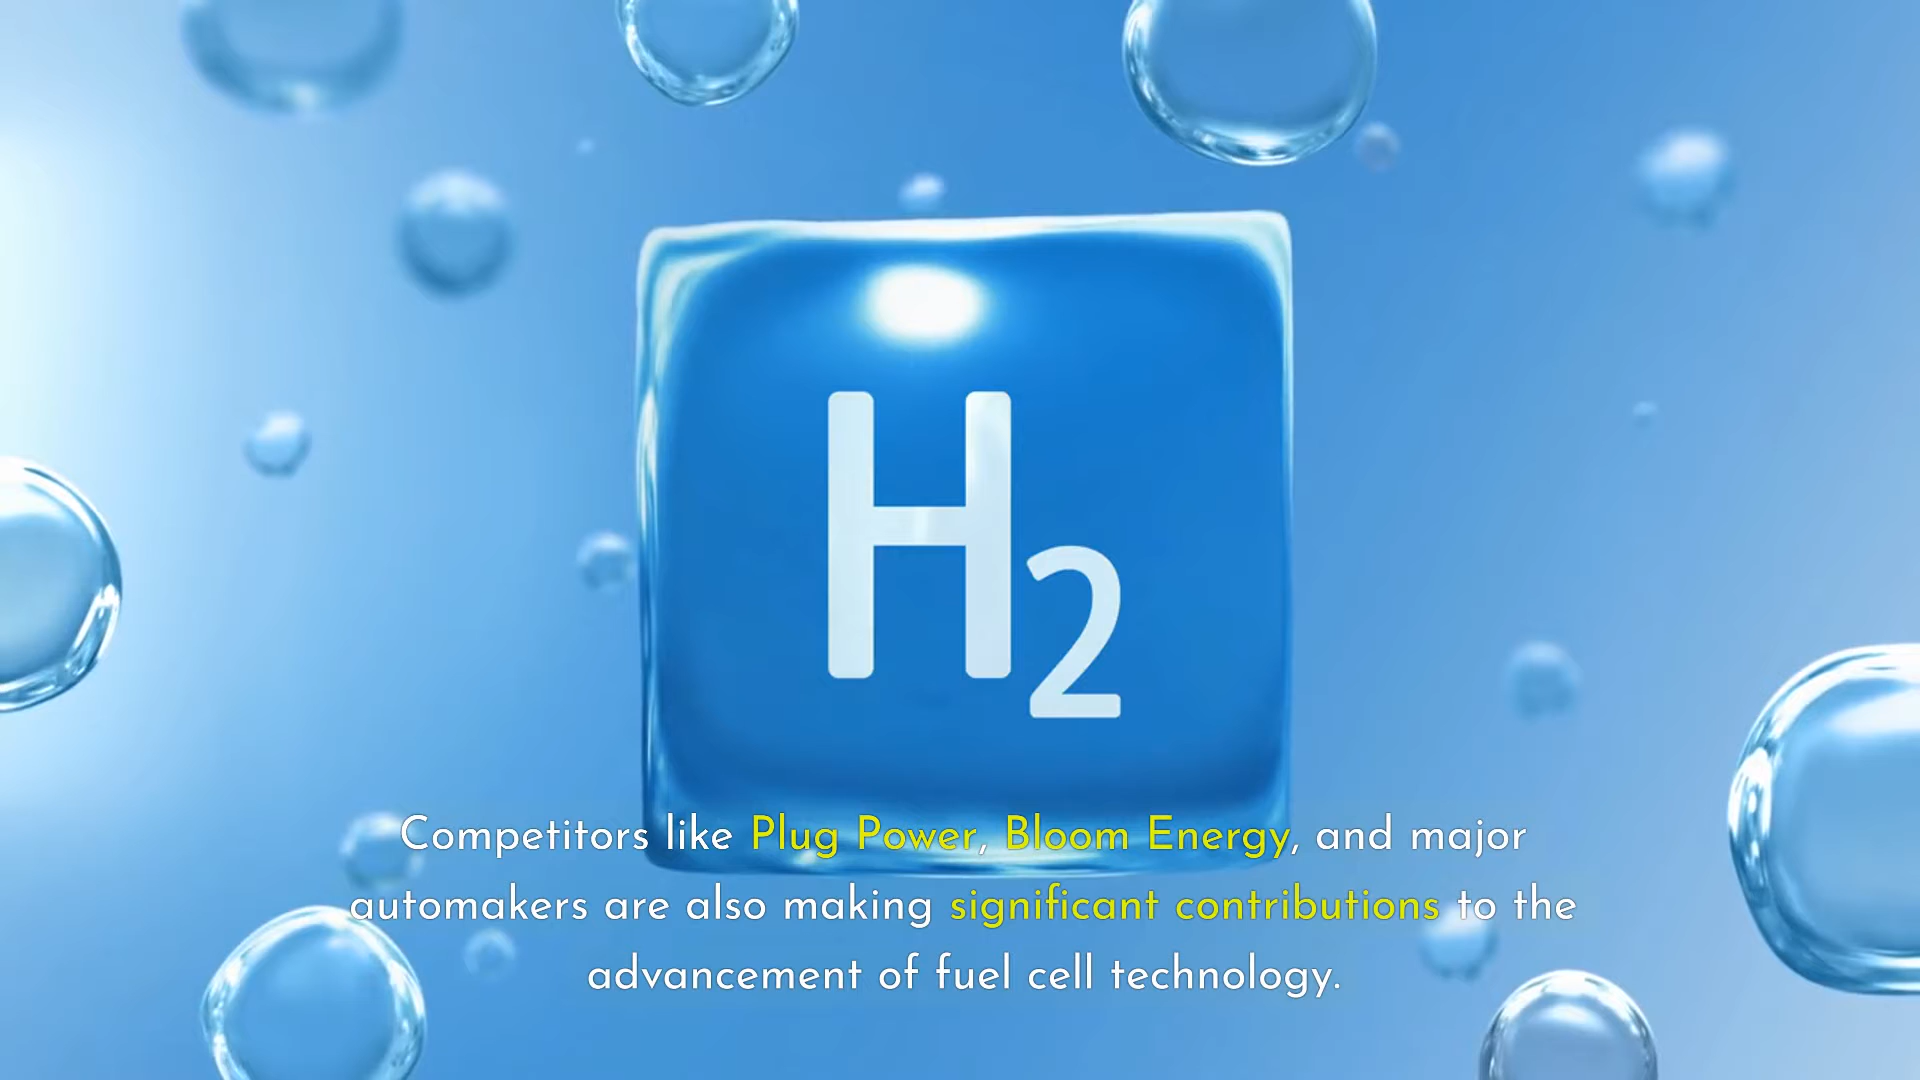 H2
Competitors like Plug Power, Bloom Energy, and major
automakers are also making significant contributions to the
advancement of fuel cell technology.